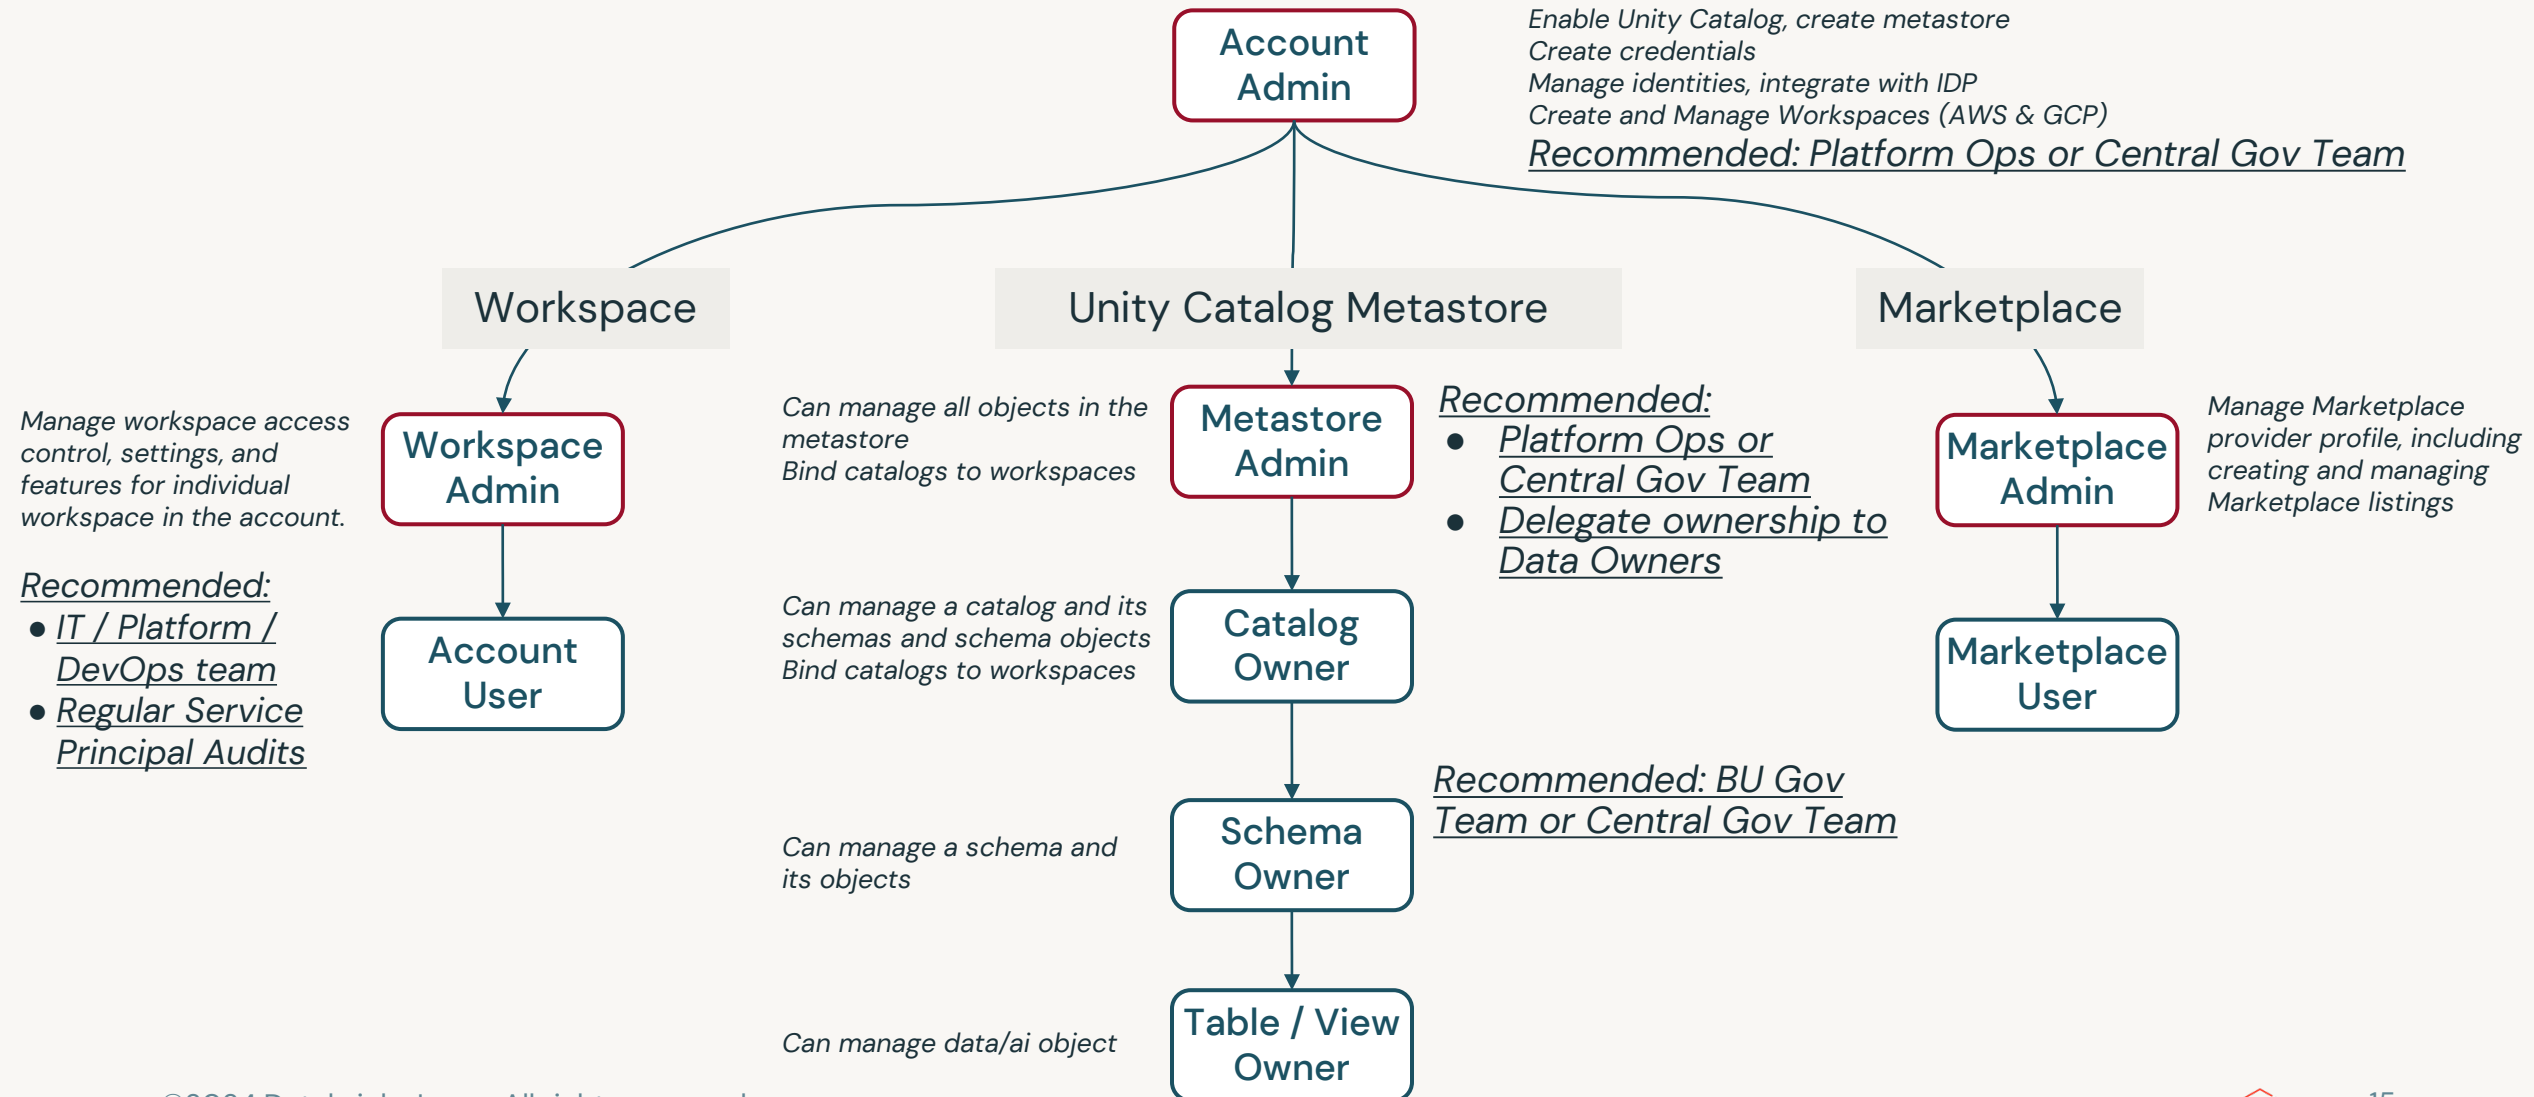 Account
Admin
Enable Unity Catalog, create metastore
Create credentials
Manage identities, integrate with IDP
Create and Manage Workspaces (AWS & GCP)
Recommended: Platform Ops or Central Gov Team
Workspace
Unity Catalog Metastore
Marketplace
Manage workspace access
control, settings, and
features for individual
workspace in the account.
Recommended:
● IT / Platform /
DevOps team
● Regular Service
Principal Audits
Workspace
Admin
Account
User
Can manage all objects in the
metastore
Bind catalogs to workspaces
Metastore
Admin
Recommended:
● Platform Ops or
Central Gov Team
● Delegate ownership to
Data Owners
Can manage a catalog and its
schemas and schema objects
Bind catalogs to workspaces
Catalog
Owner
Can manage a schema and
its objects
Schema
Owner
Recommended: BU Gov
Team or Central Gov Team
Can manage data/ai object
Table / View
Owner
Marketplace
Admin
Manage Marketplace
provider profile, including
creating and managing
Marketplace listings
Marketplace
User